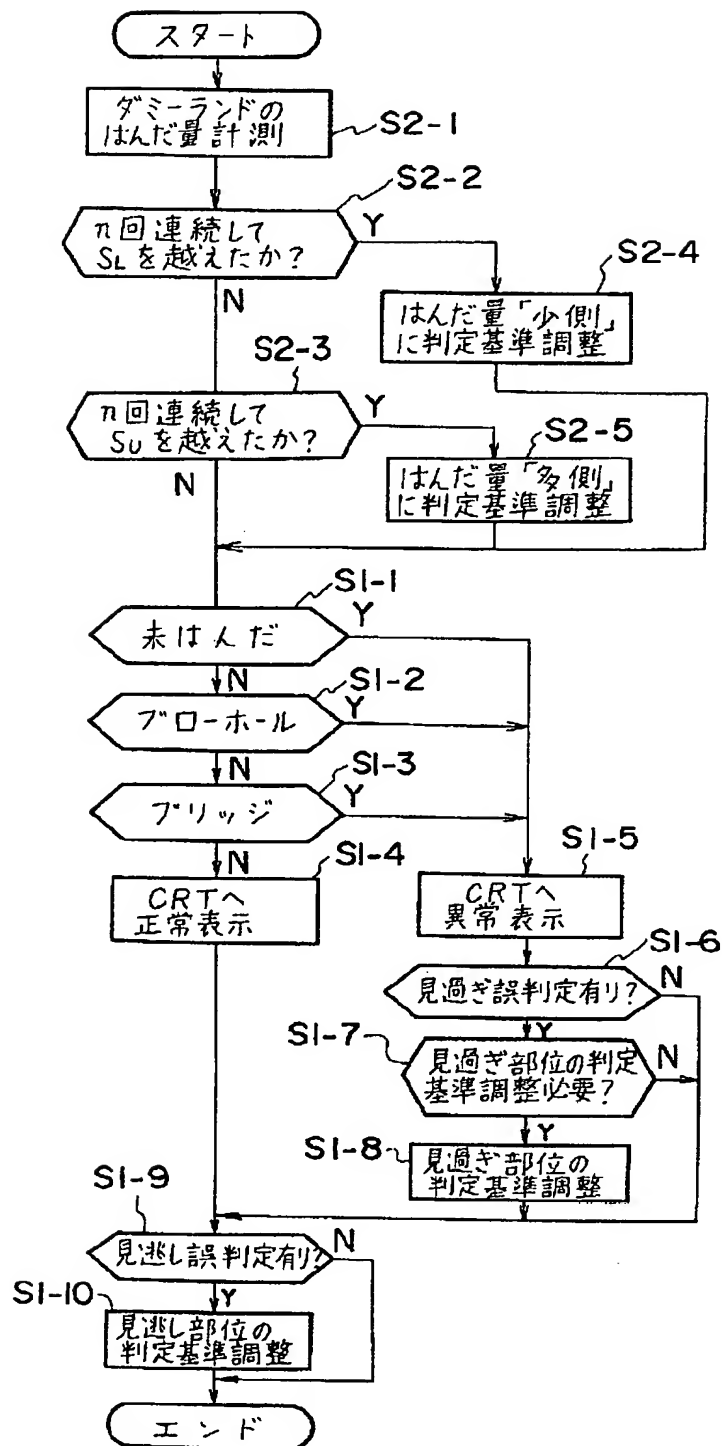 スタート
ダミーランドの
はんだ量計測
S2-1
S2-2
n回連続して
SLを越えたか?
Y
N
S2-4
はんだ量「少側」
に判定基準調整
S2-3
n回連続して
SUを越えたか?
Y
N
S2-5
はんだ量「多側」
に判定基準調整
S1-1
未はんだ
Y
N
S1-2
ブローホール
Y
N
S1-3
ブリッジ
Y
N
S1-4
CRTへ
正常表示
S1-5
CRTへ
異常表示
S1-6
見過ぎ誤判定有り?
N
Y
S1-7
見過ぎ部位の判定
基準調整必要?
N
Y
S1-8
見過ぎ部位の
判定基準調整
S1-9
見逃し誤判定有り?
N
Y
S1-10
見逃し部位の
判定基準調整
エンド